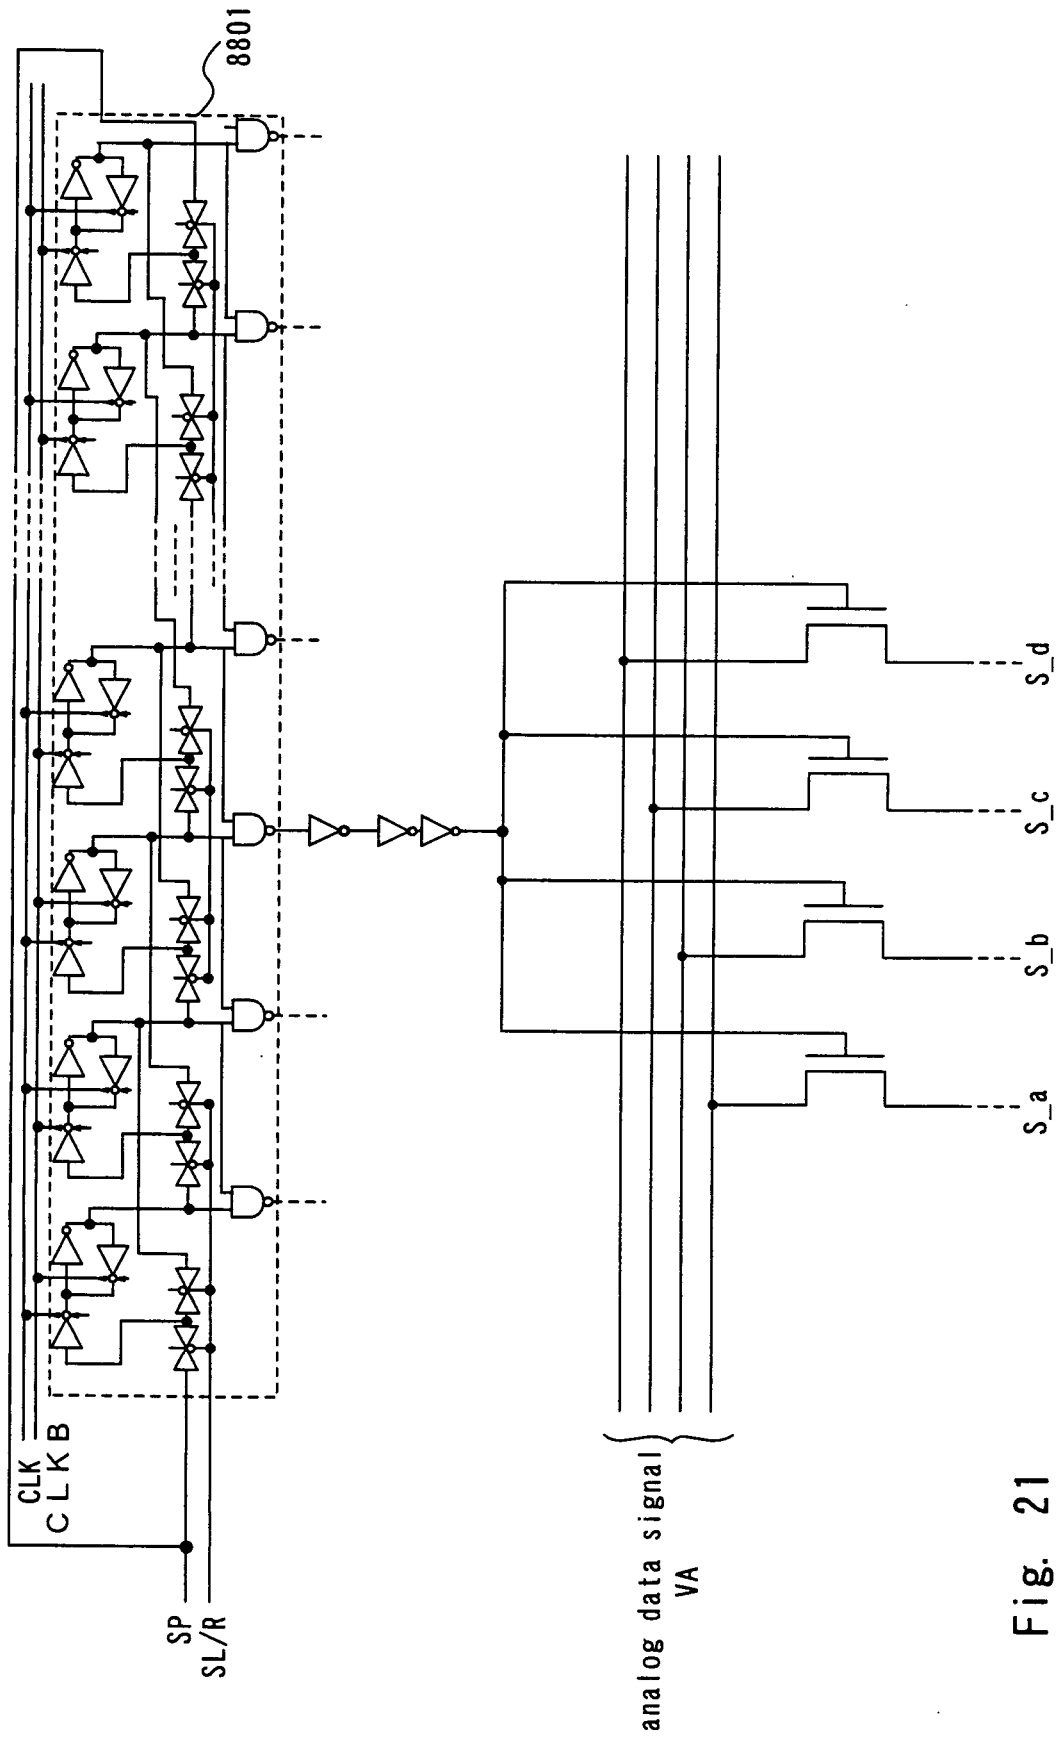 8801
CLK
CLKB
SP
SL/R
analog data signal
VA
S_a
S_b
S_c
S_d
Fig. 21